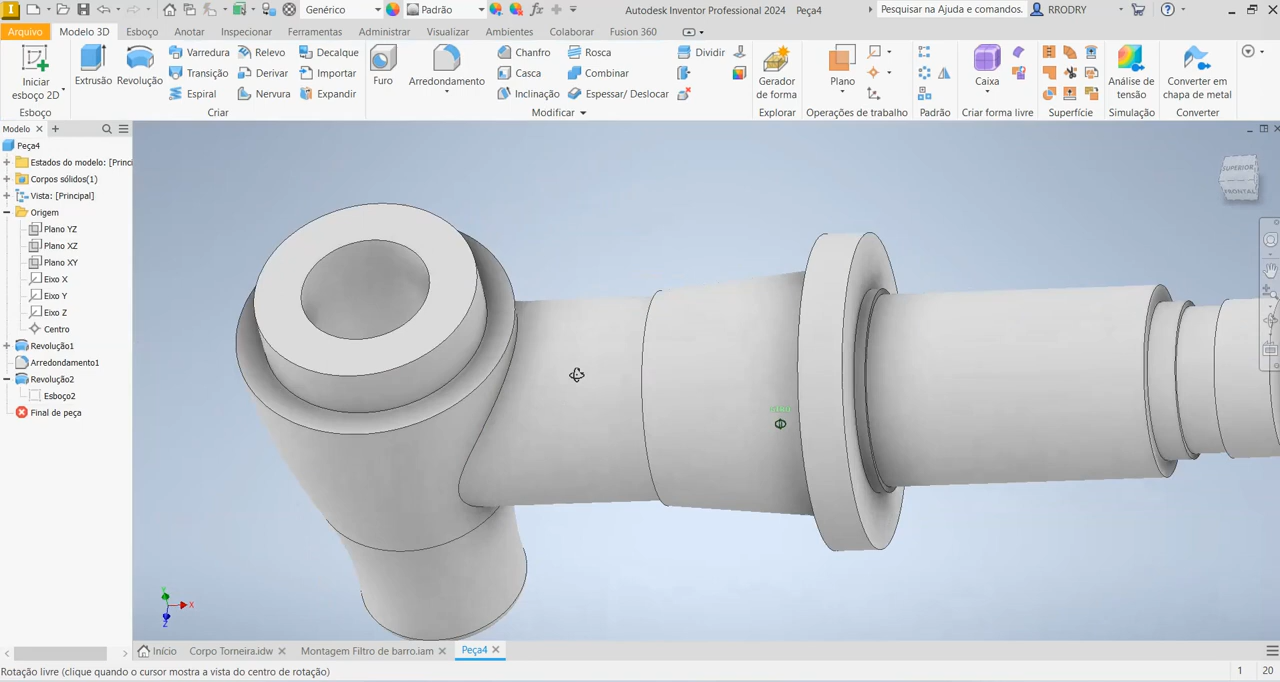 Genérico
Padrão
Autodesk Inventor Professional 2024
Peça4
Pesquisar na Ajuda e comandos.
RRODRY
Arquivo
Modelo 3D
Esboço
Anotar
Inspecionar
Ferramentas
Administrar
Visualizar
Ambientes
Colaborar
Fusion 360
Iniciar
esboço 2D
Esboço
Extrusão
Revolução
Varredura
Transição
Espiral
Relevo
Derivar
Nervura
Decalque
Importar
Expandir
Criar
Furo
Arredondamento
Chanfro
Casca
Inclinação
Rosca
Combinar
Espessar/ Deslocar
Dividir
Modificar
Gerador
de forma
Explorar
Plano
Operações de trabalho
Padrão
Caixa
Criar forma livre
Superfície
Análise de
tensão
Simulação
Converter em
chapa de metal
Converter
Modelo
Peça4
Estados do modelo: [Princi
Corpos sólidos(1)
Vista: [Principal]
Origem
Plano YZ
Plano XZ
Plano XY
Eixo X
Eixo Y
Eixo Z
Centro
Revolução1
Arredondamento1
Revolução2
Esboço2
Final de peça
SUPERIOR
FRONTAL
Y
X
Z
Início
Corpo Torneira.idw
Montagem Filtro de barro.iam
Peça4
Rotação livre (clique quando o cursor mostra a vista do centro de rotação)
1
20